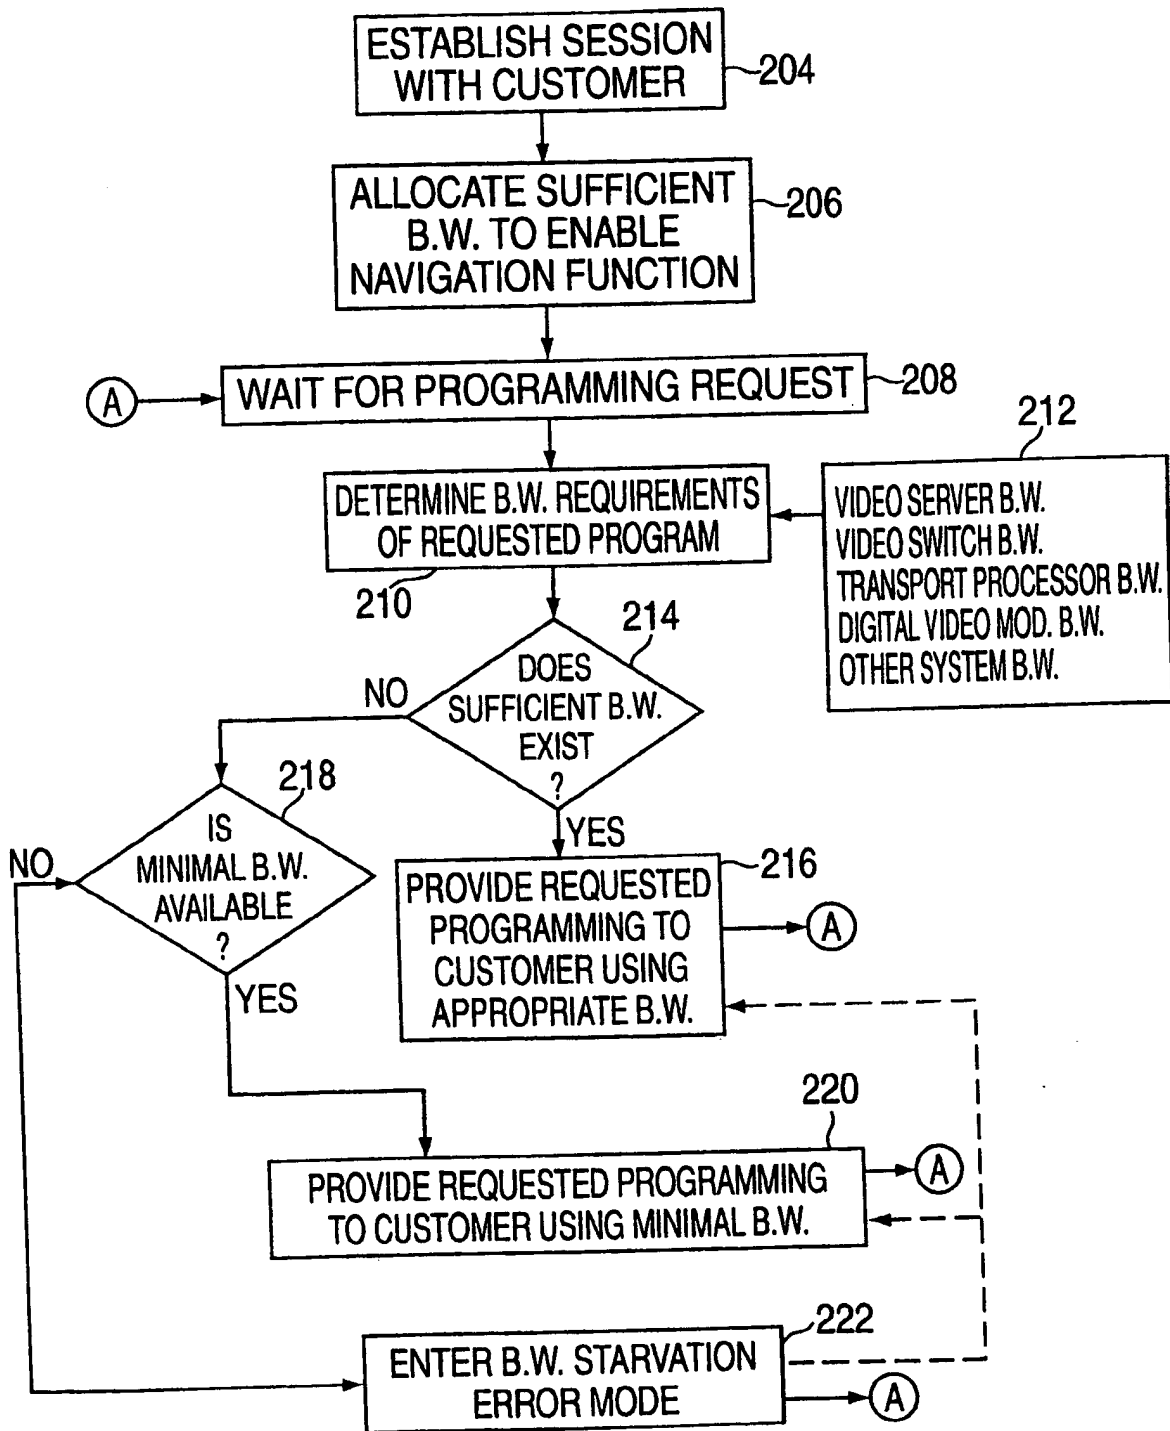 ESTABLISH SESSION
WITH CUSTOMER
204
ALLOCATE SUFFICIENT
B.W. TO ENABLE
NAVIGATION FUNCTION
206
A
WAIT FOR PROGRAMMING REQUEST
208
212
DETERMINE B.W. REQUIREMENTS
OF REQUESTED PROGRAM
210
VIDEO SERVER B.W.
VIDEO SWITCH B.W.
TRANSPORT PROCESSOR B.W.
DIGITAL VIDEO MOD. B.W.
OTHER SYSTEM B.W.
214
DOES
SUFFICIENT B.W.
EXIST
?
NO
YES
218
IS
MINIMAL B.W.
AVAILABLE
?
NO
YES
216
PROVIDE REQUESTED
PROGRAMMING TO
CUSTOMER USING
APPROPRIATE B.W.
A
220
PROVIDE REQUESTED PROGRAMMING
TO CUSTOMER USING MINIMAL B.W.
A
222
ENTER B.W. STARVATION
ERROR MODE
A